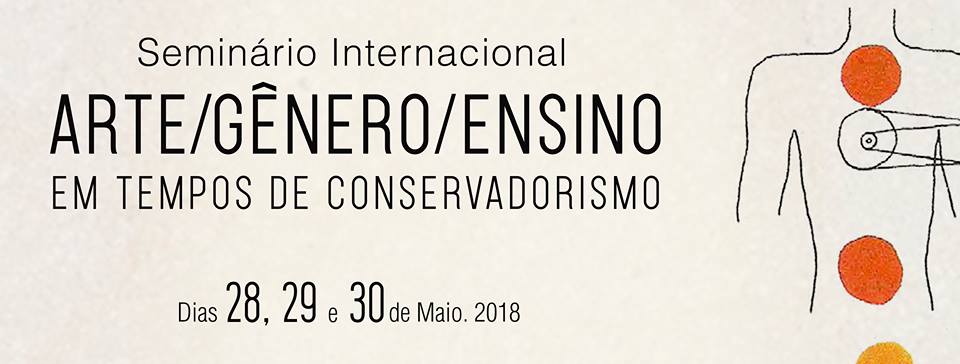 Seminário Internacional
ARTE/GÊNERO/ENSINO
EM TEMPOS DE CONSERVADORISMO
Dias 28, 29 e 30 de Maio. 2018